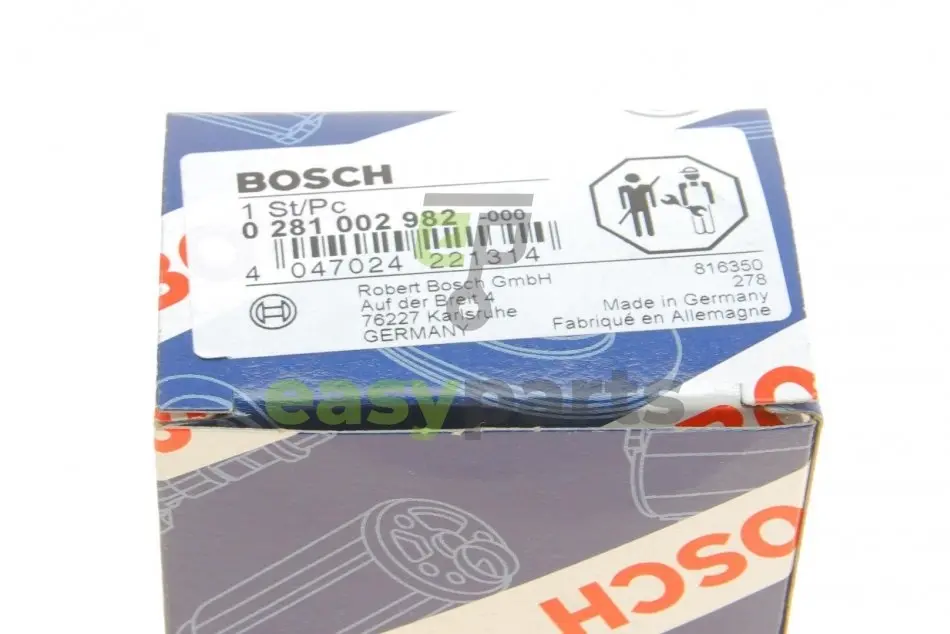 BOSCH
1 St/Pc
0 281 002 982 000
4 047024 221314
Robert Bosch GmbH
Auf der Breit 4
76227 Karlsruhe
GERMANY
816350
278
Made in Germany
Fabriqué en Allemagne
easyparts
BOSCH